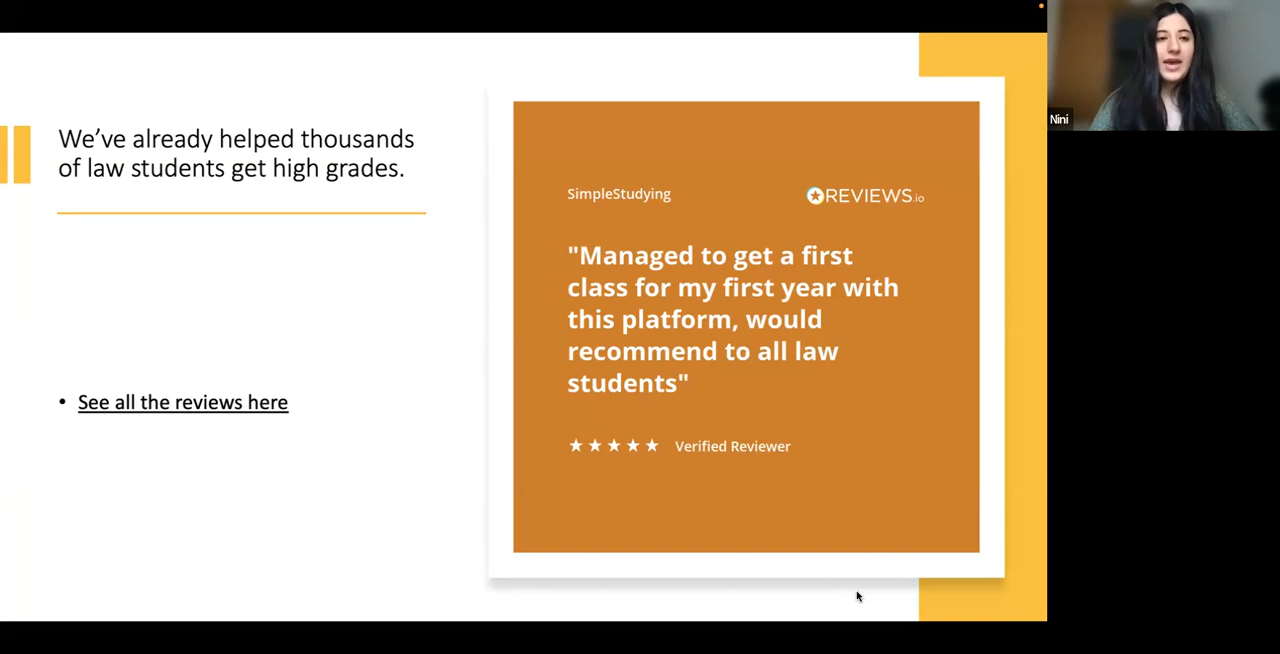 We've already helped thousands
of law students get high grades.
• See all the reviews here
SimpleStudying
REVIEWS.io
"Managed to get a first
class for my first year with
this platform, would
recommend to all law
students"
★★★★★ Verified Reviewer
Nini